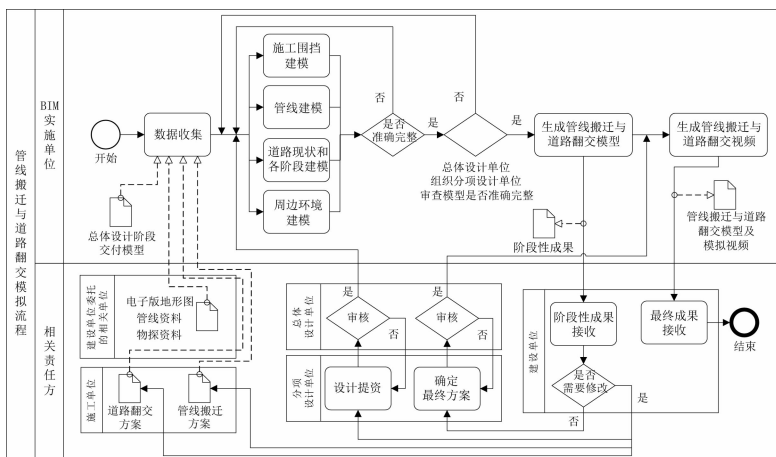 管线搬迁与道路翻交模拟流程
BIM
实施单位
开始
数据收集
施工围挡
建模
管线建模
道路现状和
各阶段建模
周边环境
建模
否
是否
准确完整
是
否
是
总体设计单位
组织分项设计单位
审查模型是否准确完整
生成管线搬迁与
道路翻交模型
生成管线搬迁与
道路翻交视频
总体设计阶段
交付模型
阶段性成果
管线搬迁与道路
翻交模型及
模拟视频
相关责任方
建设单位委托
的相关单位
电子版地形图
管线资料
物探资料
施工单位
道路翻交
方案
管线搬迁
方案
总体
设计单位
是
审核
否
是
审核
否
分项
设计单位
设计提资
确定
最终方案
建设单位
阶段性成果
接收
最终成果
接收
是否
需要修改
是
否
结束